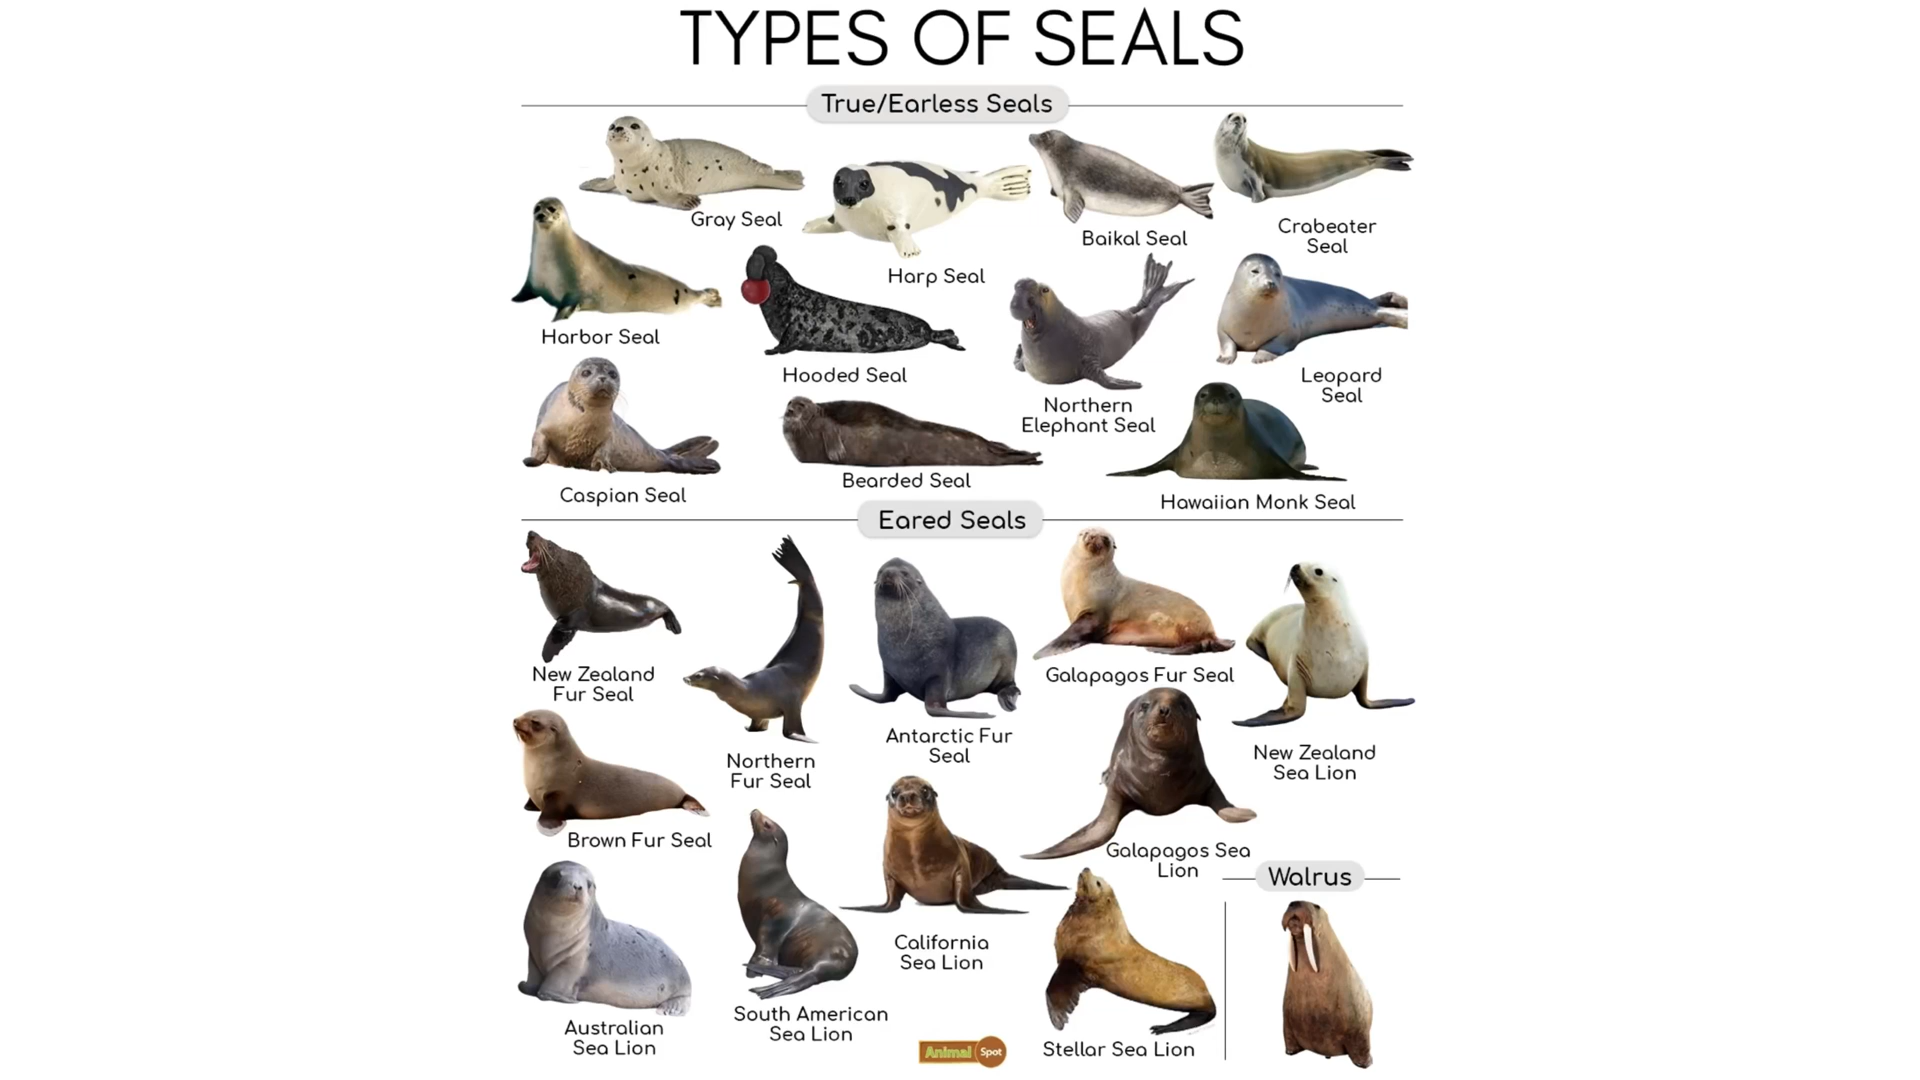 TYPES OF SEALS
True/Earless Seals
Gray Seal
Harp Seal
Baikal Seal
Crabeater
Seal
Harbor Seal
Hooded Seal
Northern
Elephant Seal
Leopard
Seal
Caspian Seal
Bearded Seal
Hawaiian Monk Seal
Eared Seals
New Zealand
Fur Seal
Northern
Fur Seal
Antarctic Fur
Seal
Galapagos Fur Seal
New Zealand
Sea Lion
Brown Fur Seal
Galapagos Sea
Lion
Australian
Sea Lion
South American
Sea Lion
California
Sea Lion
Stellar Sea Lion
Walrus
Animal Spot